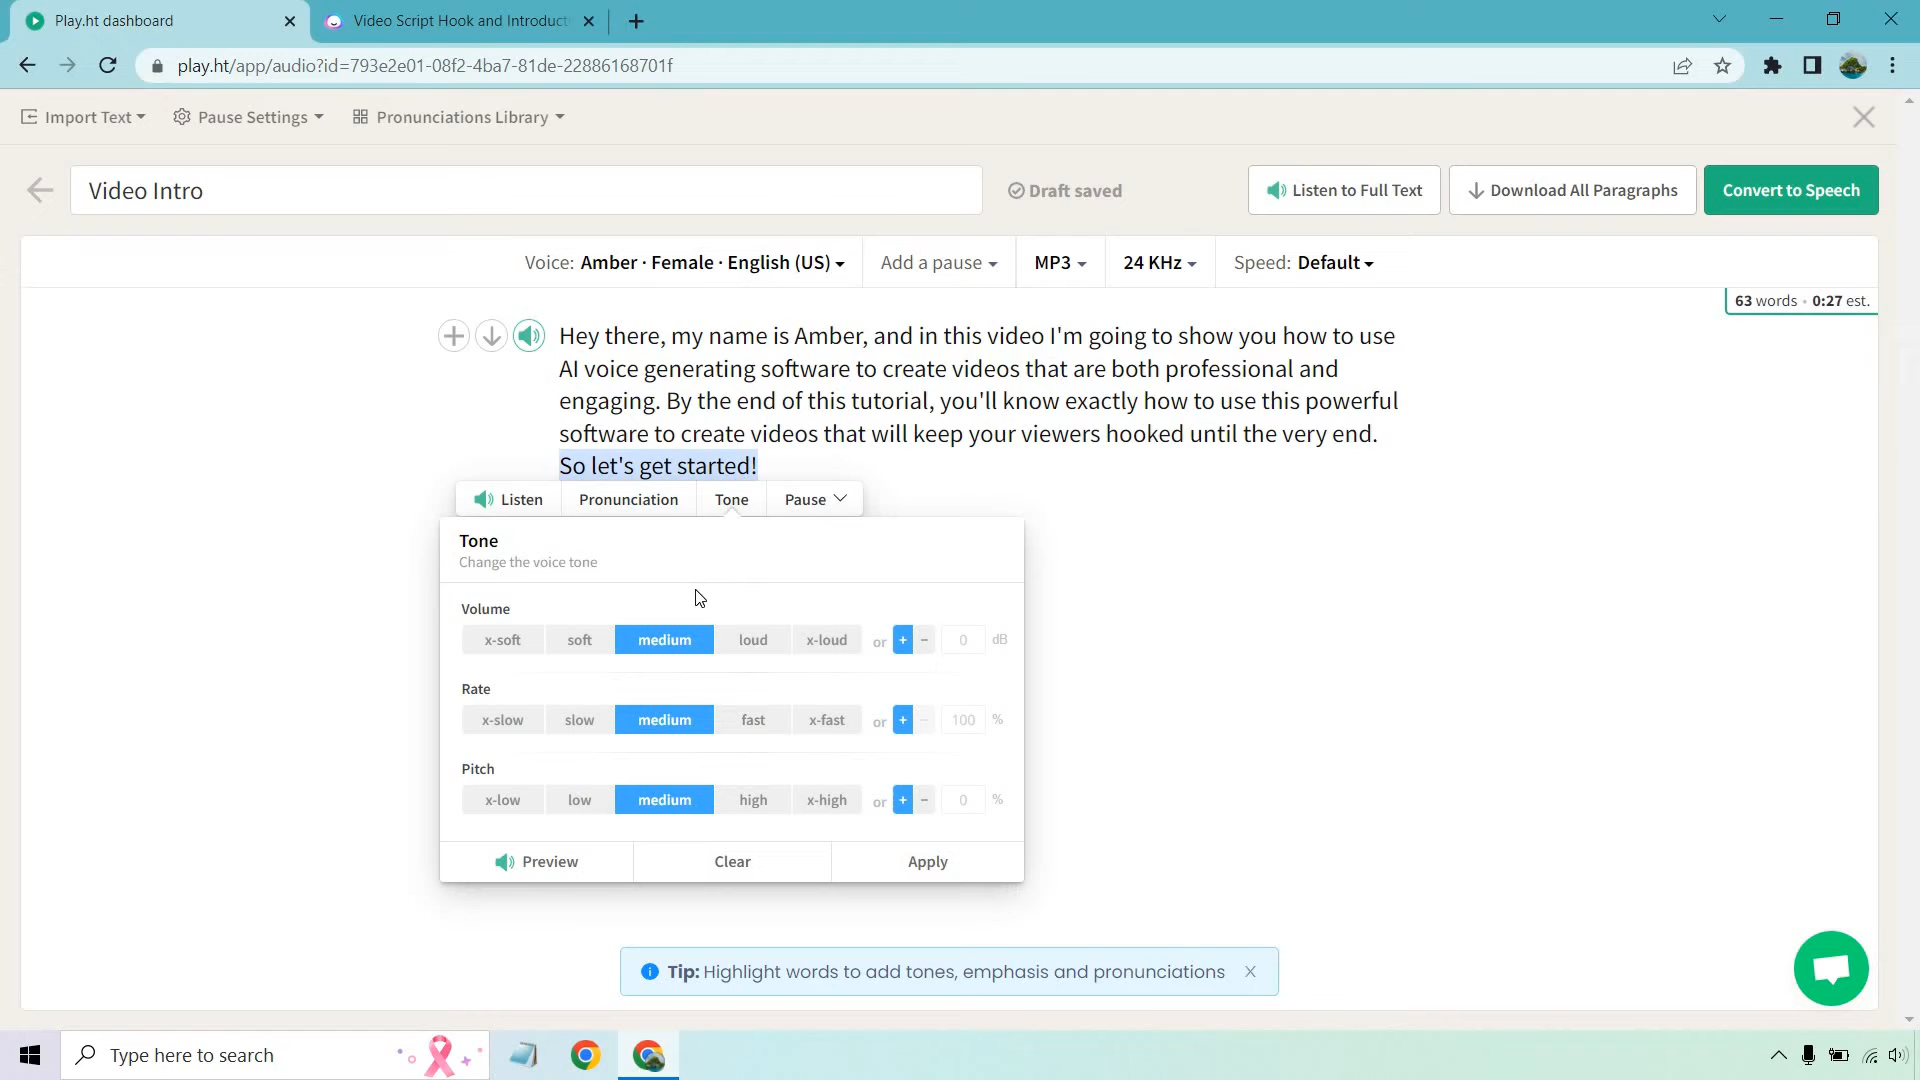 Play.ht dashboard
Video Script Hook and Introduct
play.ht/app/audio?id=793e2e01-08f2-4ba7-81de-22886168701f
Import Text
Pause Settings
Pronunciations Library
Video Intro
Draft saved
Listen to Full Text
Download All Paragraphs
Convert to Speech
Voice: Amber · Female · English (US)
Add a pause
MP3
24 KHz
Speed: Default
63 words • 0:27 est.
Hey there, my name is Amber, and in this video I'm going to show you how to use
AI voice generating software to create videos that are both professional and
engaging. By the end of this tutorial, you'll know exactly how to use this powerful
software to create videos that will keep your viewers hooked until the very end.
So let's get started!
Listen
Pronunciation
Tone
Pause
Tone
Change the voice tone
Volume
x-soft soft medium loud x-loud or + - 0 dB
Rate
x-slow slow medium fast x-fast or + - 100 %
Pitch
x-low low medium high x-high or + - 0 %
Preview
Clear
Apply
Tip: Highlight words to add tones, emphasis and pronunciations
Type here to search